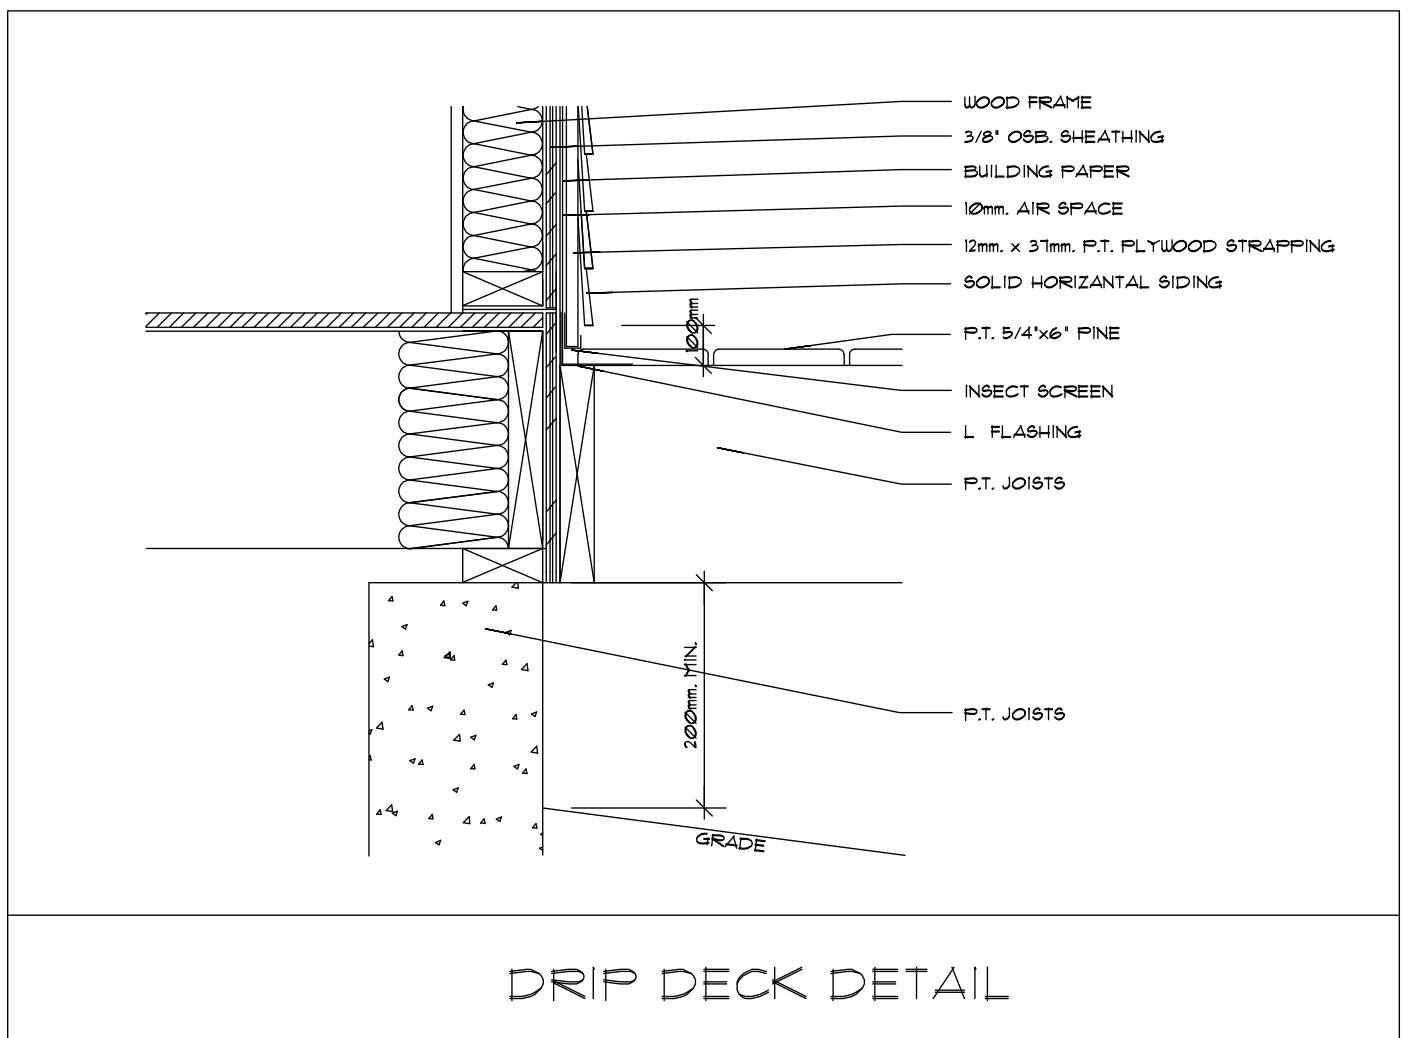 WOOD FRAME
3/8" OSB. SHEATHING
BUILDING PAPER
10mm. AIR SPACE
12mm. x 37mm. P.T. PLYWOOD STRAPPING
SOLID HORIZANTAL SIDING
100mm
P.T. 5/4"x6" PINE
INSECT SCREEN
L FLASHING
P.T. JOISTS
200mm. MIN.
P.T. JOISTS
GRADE
DRIP DECK DETAIL